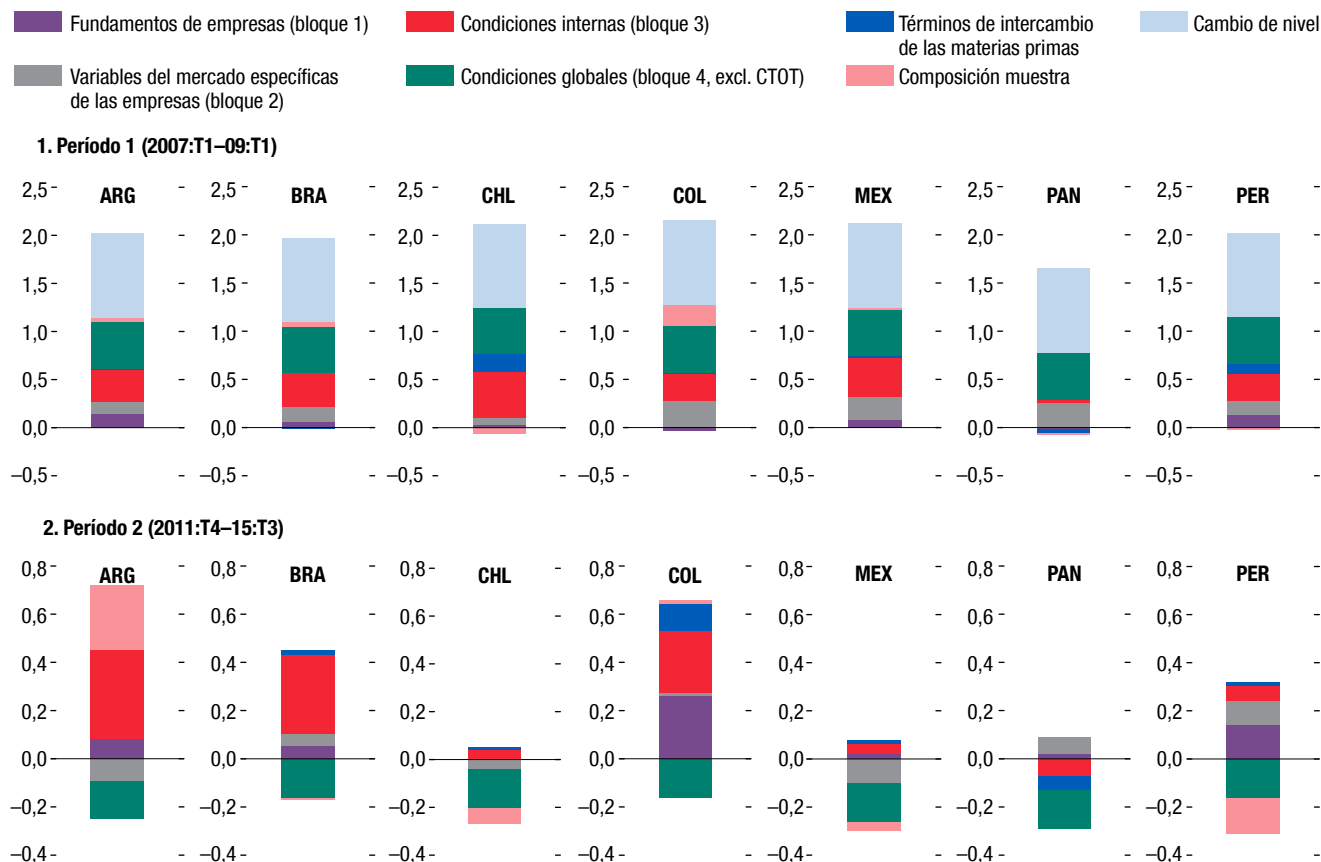 Fundamentos de empresas (bloque 1)
Condiciones internas (bloque 3)
Términos de intercambio
de las materias primas
Cambio de nivel
Variables del mercado específicas
de las empresas (bloque 2)
Condiciones globales (bloque 4, excl. CTOT)
Composición muestra
1. Período 1 (2007:T1–09:T1)
2,5 2,5 2,5 2,5 2,5 2,5 2,5
ARG BRA CHL COL MEX PAN PER
2,0 2,0 2,0 2,0 2,0 2,0 2,0
1,5 1,5 1,5 1,5 1,5 1,5 1,5
1,0 1,0 1,0 1,0 1,0 1,0 1,0
0,5 0,5 0,5 0,5 0,5 0,5 0,5
0,0 0,0 0,0 0,0 0,0 0,0 0,0
–0,5 –0,5 –0,5 –0,5 –0,5 –0,5 –0,5
2. Período 2 (2011:T4–15:T3)
0,8 0,8 0,8 0,8 0,8 0,8 0,8
ARG BRA CHL COL MEX PAN PER
0,6 0,6 0,6 0,6 0,6 0,6 0,6
0,4 0,4 0,4 0,4 0,4 0,4 0,4
0,2 0,2 0,2 0,2 0,2 0,2 0,2
0,0 0,0 0,0 0,0 0,0 0,0 0,0
–0,2 –0,2 –0,2 –0,2 –0,2 –0,2 –0,2
–0,4 –0,4 –0,4 –0,4 –0,4 –0,4 –0,4